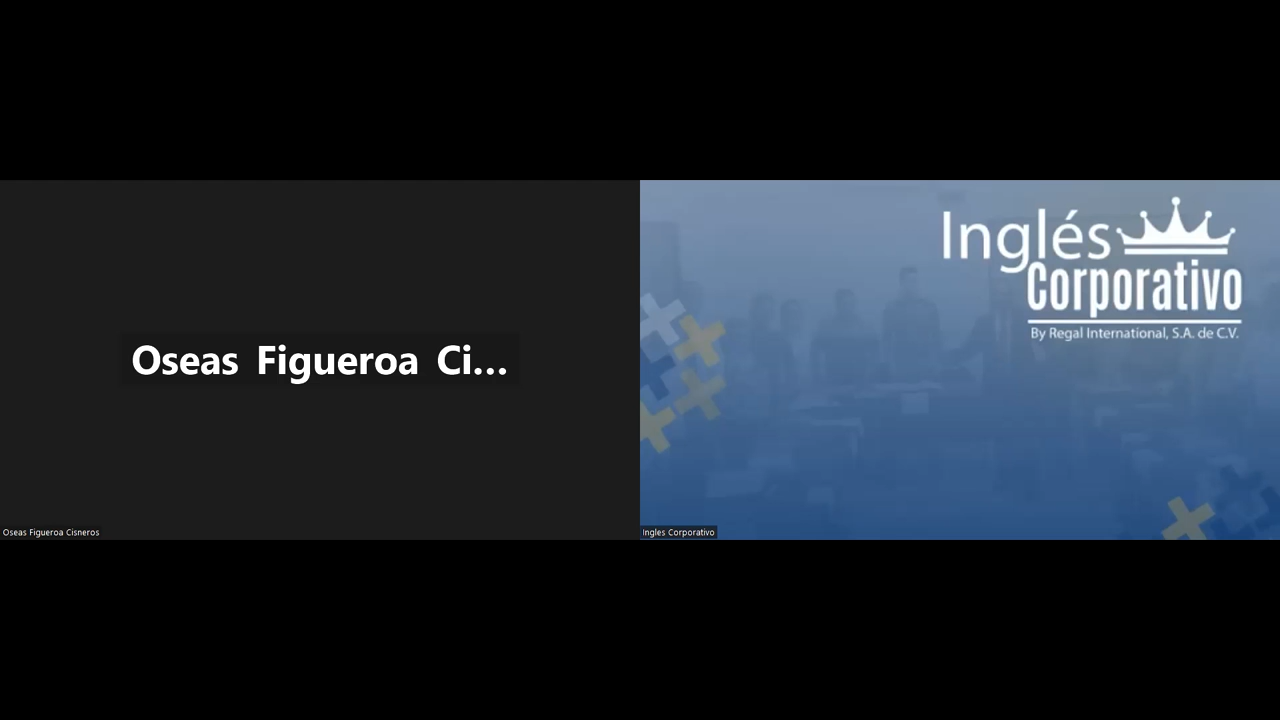 Oseas Figueroa Ci...
Oseas Figueroa Cisneros
Inglés
Corporativo
By Regal International, S.A. de C.V.
Ingles Corporativo